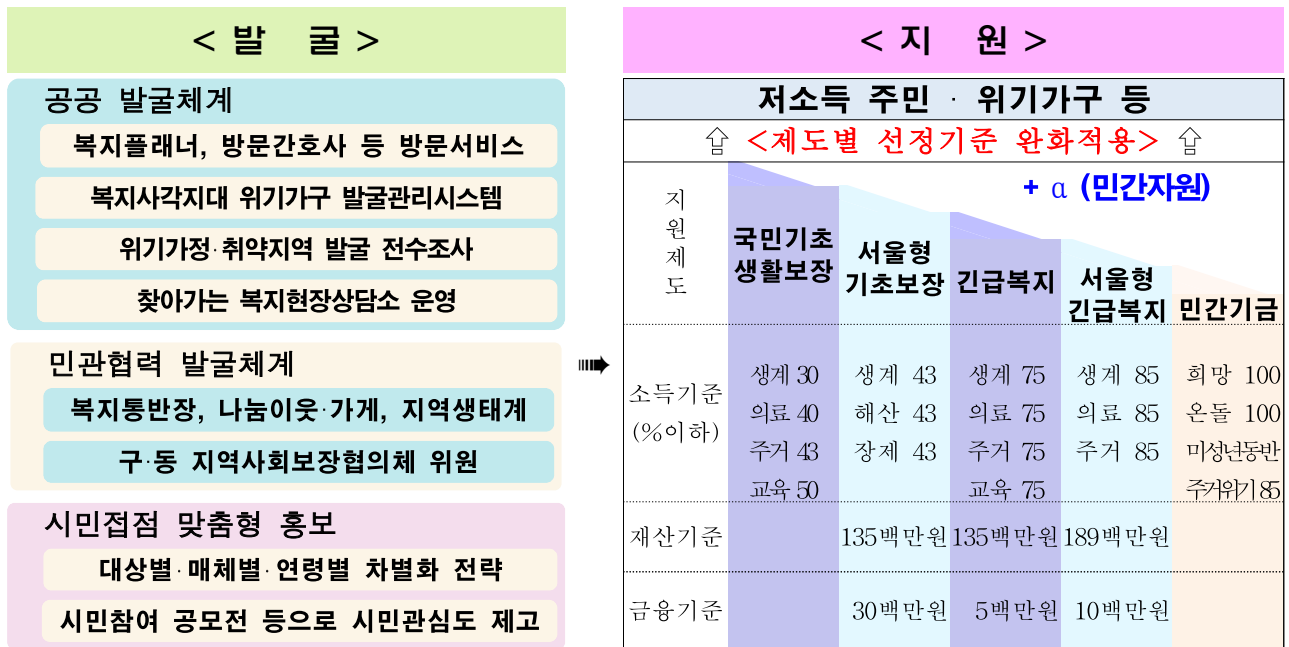 < 발 굴 >
공공 발굴체계
복지플래너, 방문간호사 등 방문서비스
복지사각지대 위기가구 발굴관리시스템
위기가정·취약지역 발굴 전수조사
찾아가는 복지현장상담소 운영
민관협력 발굴체계
복지통반장, 나눔이웃·가게, 지역생태계
구·동 지역사회보장협의체 위원
시민접점 맞춤형 홍보
대상별·매체별·연령별 차별화 전략
시민참여 공모전 등으로 시민관심도 제고
➠
< 지 원 >
저소득 주민 · 위기가구 등
⇧ <제도별 선정기준 완화적용> ⇧
+ α (민간자원)
지
원
제
도
국민기초
생활보장
서울형
기초보장
긴급복지
서울형
긴급복지
민간기금
소득기준
(%이하)
생계 30
의료 40
주거 43
교육 50
생계 43
해산 43
장제 43
생계 75
의료 75
주거 75
교육 75
생계 85
의료 85
주거 85
희망 100
온돌 100
미성년동반
주거위기 85
재산기준
135백만원
135백만원
189백만원
금융기준
30백만원
5백만원
10백만원